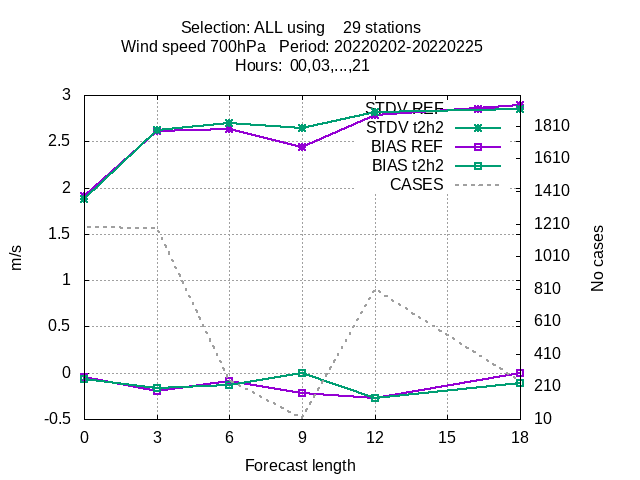 Selection: ALL using 29 stations
Wind speed 700hPa Period: 20220202-20220225
Hours: 00,03,...,21
STDV REF
STDV t2h2
BIAS REF
BIAS t2h2
CASES
3
2.5
2
1.5
1
0.5
0
-0.5
m/s
1810
1610
1410
1210
1010
810
610
410
210
10
No cases
0 3 6 9 12 15 18
Forecast length